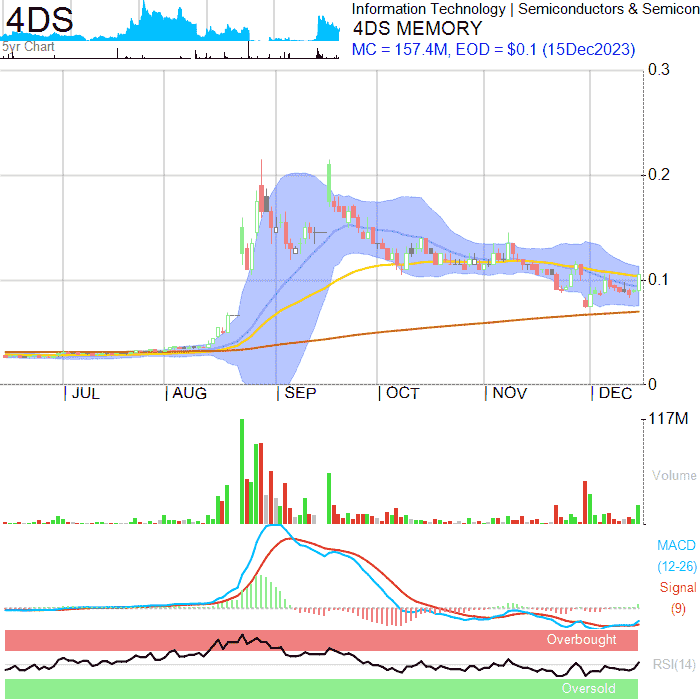 4DS
5yr Chart
Information Technology | Semiconductors & Semicon
4DS MEMORY
MC = 157.4M, EOD = $0.1 (15Dec2023)
0.3
0.2
0.1
0
| JUL | AUG | SEP | OCT | NOV | DEC
117M
Volume
MACD
(12-26)
Signal
(9)
Overbought
RSI(14)
Oversold